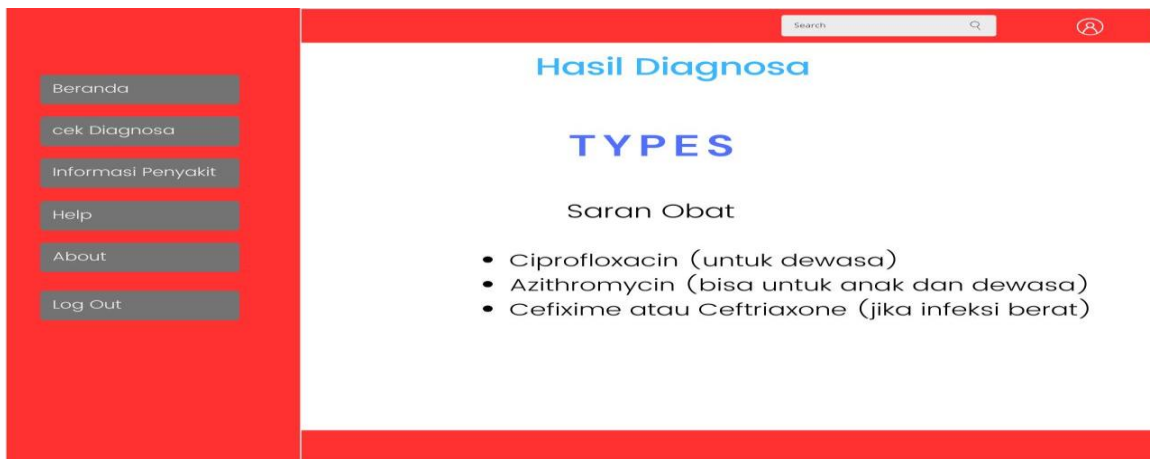 Search
Beranda
cek Diagnosa
Informasi Penyakit
Help
About
Log Out
Hasil Diagnosa
TYPES
Saran Obat
• Ciprofloxacin (untuk dewasa)
• Azithromycin (bisa untuk anak dan dewasa)
• Cefixime atau Ceftriaxone (jika infeksi berat)